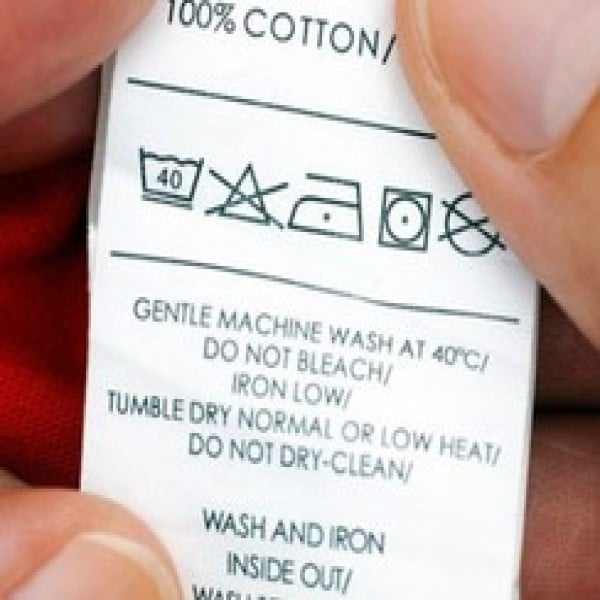 100% COTTON/
40
GENTLE MACHINE WASH AT 40°C/
DO NOT BLEACH/
IRON LOW/
TUMBLE DRY NORMAL OR LOW HEAT/
DO NOT DRY-CLEAN/
WASH AND IRON
INSIDE OUT/
WASH